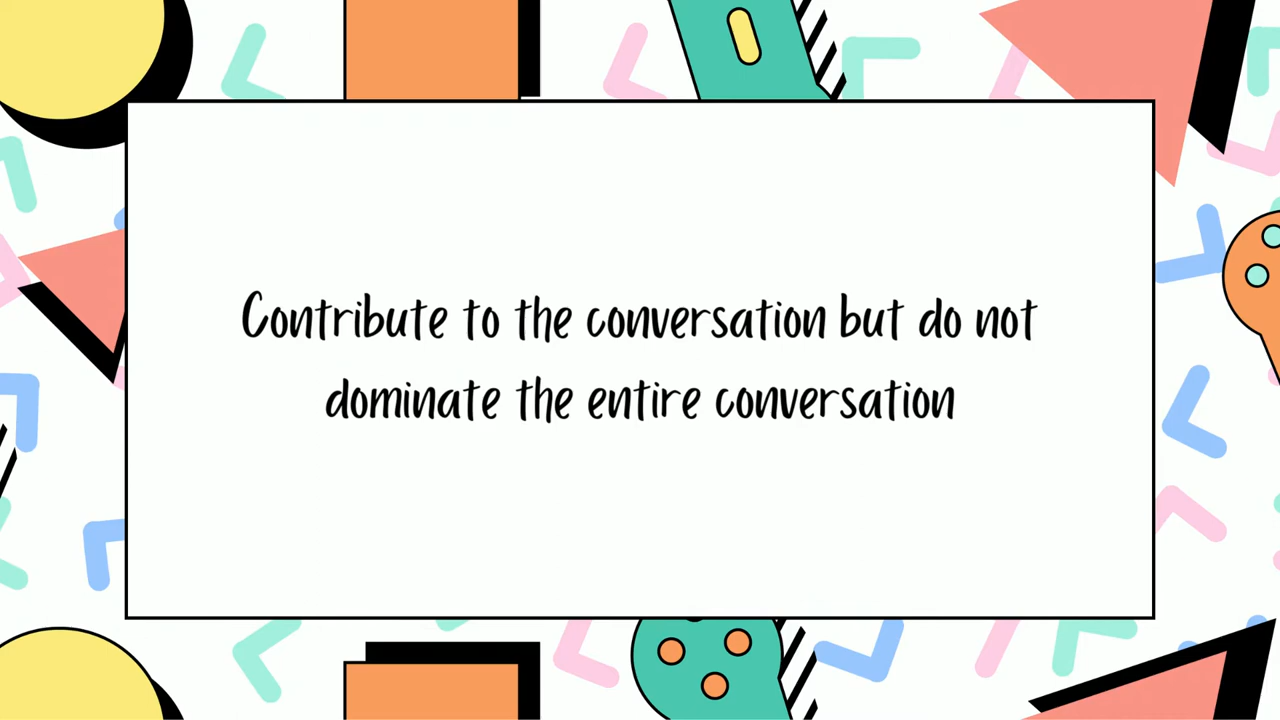 Contribute to the conversation but do not
dominate the entire conversation